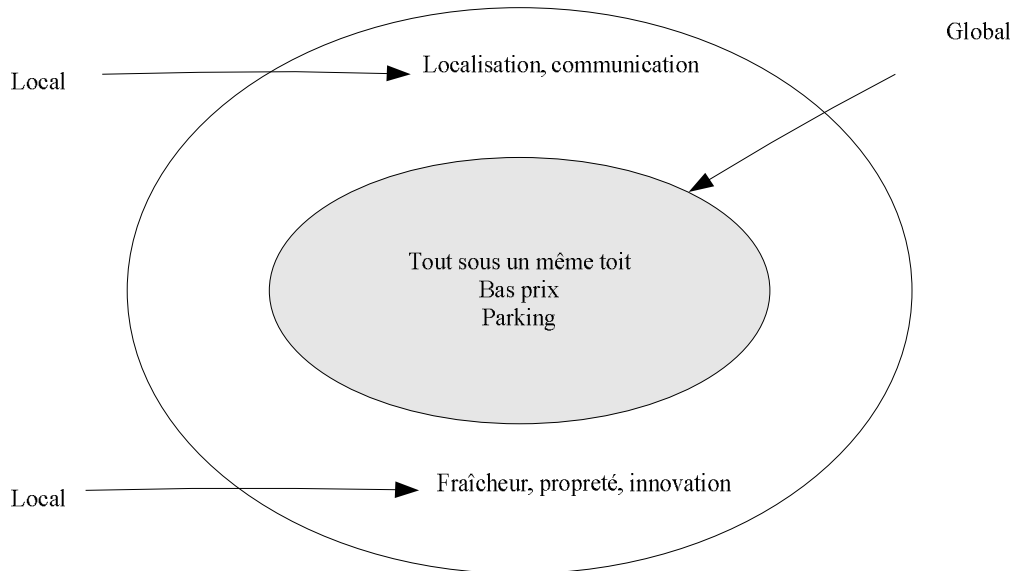 Global
Localisation, communication
Local
Tout sous un même toit
Bas prix
Parking
Fraîcheur, propreté, innovation
Local